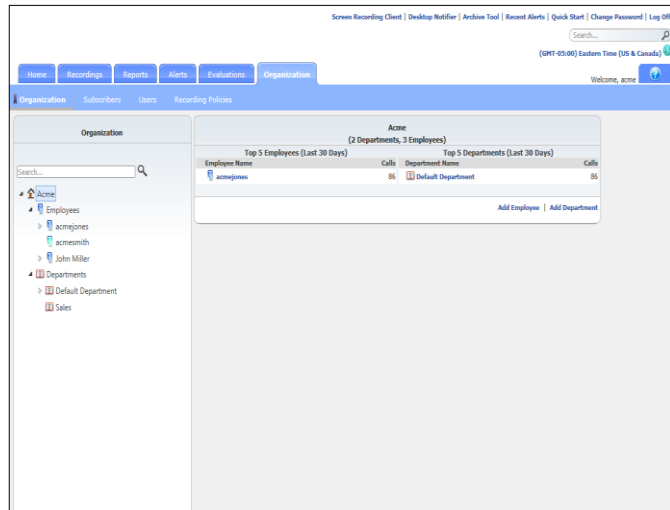 Screen Recording Client | Desktop Notifier | Archive Tool | Recent Alerts | Quick Start | Change Password | Log Off
Search...
(GMT-05:00) Eastern Time (US & Canada)
Home Recordings Reports Alerts Evaluations Organization
Welcome, acme
Organization Subscribers Users Recording Policies
Organization
Search...
Acme
Employees
acmejones
acmesmith
John Miller
Departments
Default Department
Sales
Acme
(2 Departments, 3 Employees)
Top 5 Employees (Last 30 Days) Top 5 Departments (Last 30 Days)
Employee Name Calls Department Name Calls
acmejones 86 Default Department 86
Add Employee | Add Department